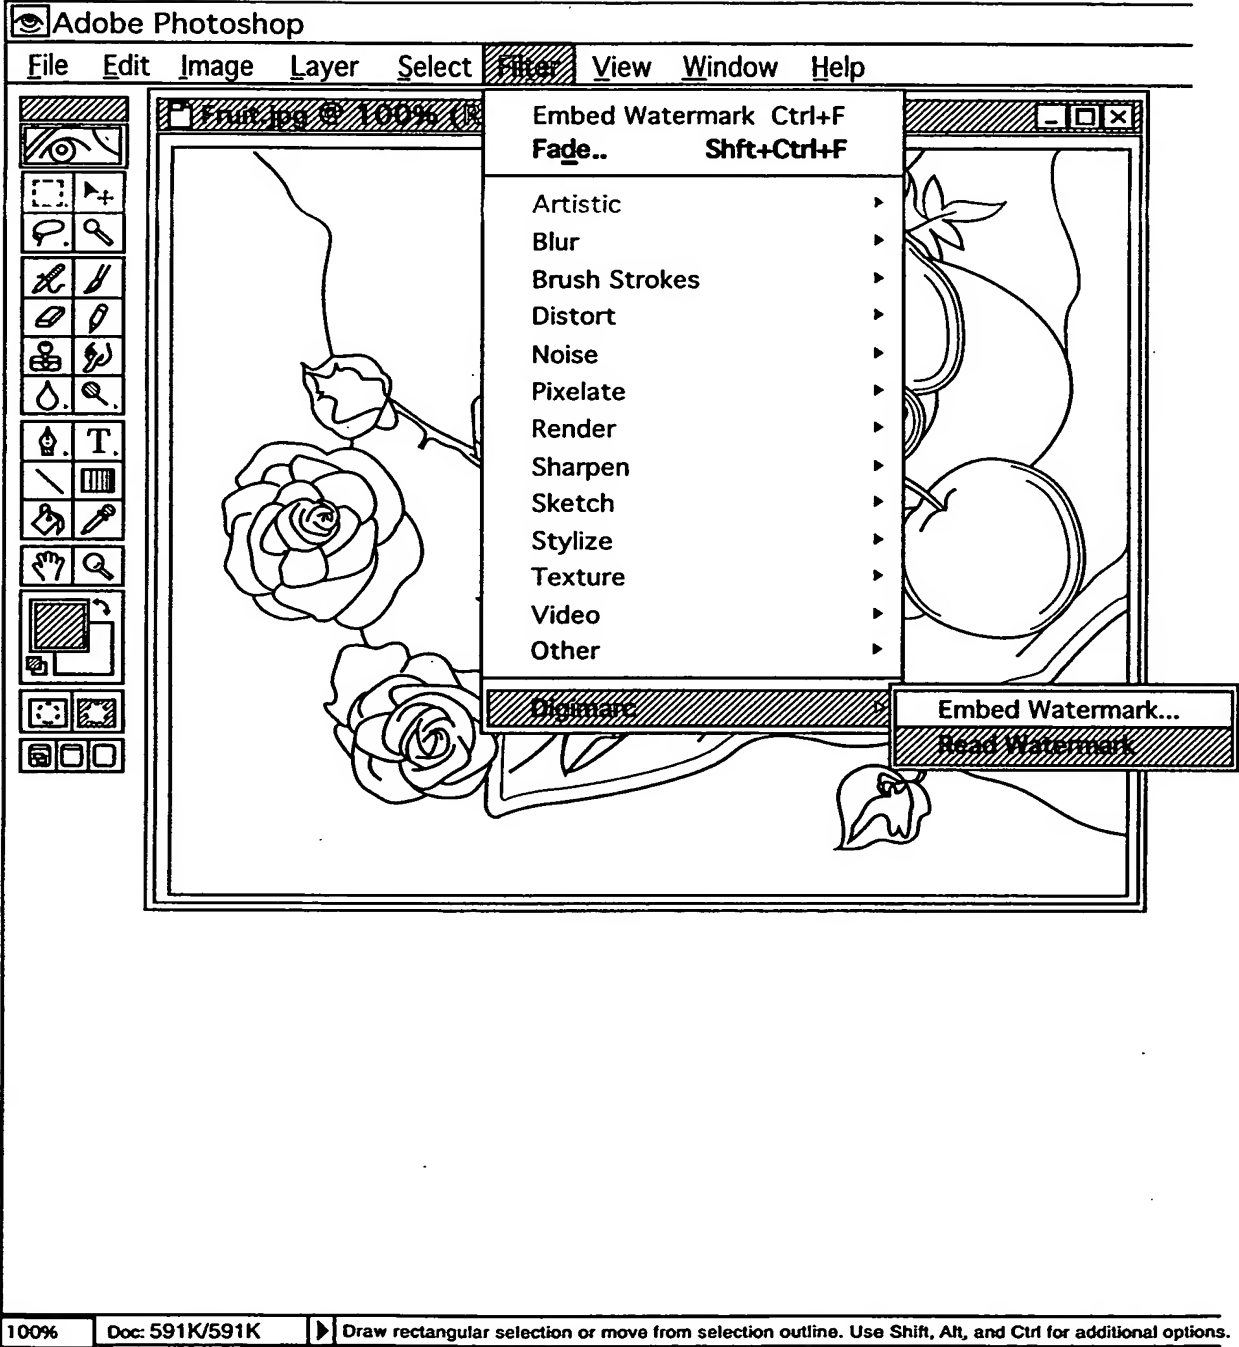 Adobe Photoshop
File Edit Image Layer Select Filter View Window Help
Fruit.jpg @ 100% (R
Embed Watermark Ctrl+F
Fade.. Shft+Ctrl+F
Artistic
Blur
Brush Strokes
Distort
Noise
Pixelate
Render
Sharpen
Sketch
Stylize
Texture
Video
Other
Digimarc
Embed Watermark...
Read Watermark
T
100% Doc: 591K/591K Draw rectangular selection or move from selection outline. Use Shift, Alt, and Ctrl for additional options.